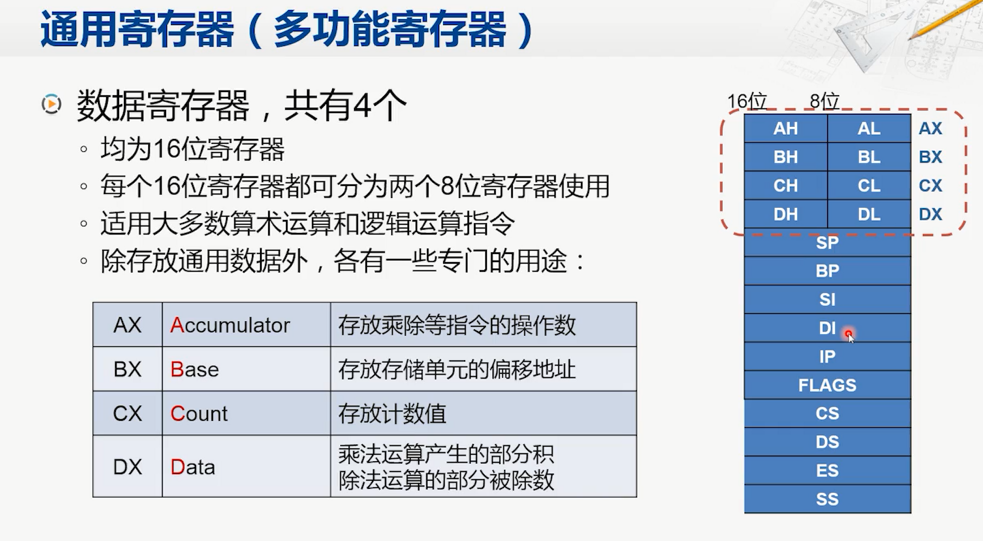 通用寄存器（多功能寄存器）
数据寄存器，共有4个
均为16位寄存器
每个16位寄存器都可分为两个8位寄存器使用
适用大多数算术运算和逻辑运算指令
除存放通用数据外，各有一些专门的用途：
AX Accumulator 存放乘除等指令的操作数
BX Base 存放存储单元的偏移地址
CX Count 存放计数值
DX Data 乘法运算产生的部分积
除法运算的部分被除数
16位 8位
AH AL AX
BH BL BX
CH CL CX
DH DL DX
SP
BP
SI
DI
IP
FLAGS
CS
DS
ES
SS